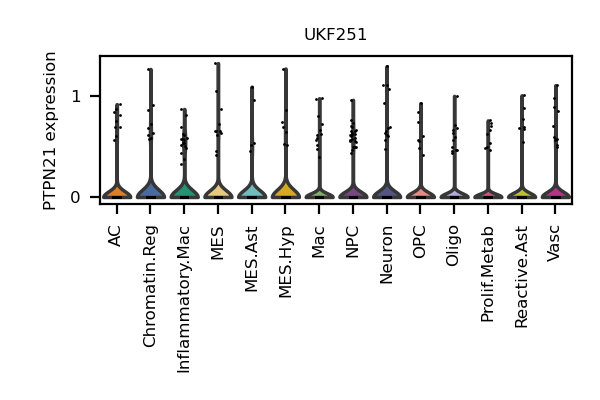 UKF251
PTPN21 expression
1
0
AC
Chromatin.Reg
Inflammatory.Mac
MES
MES.Ast
MES.Hyp
Mac
NPC
Neuron
OPC
Oligo
Prolif.Metab
Reactive.Ast
Vasc